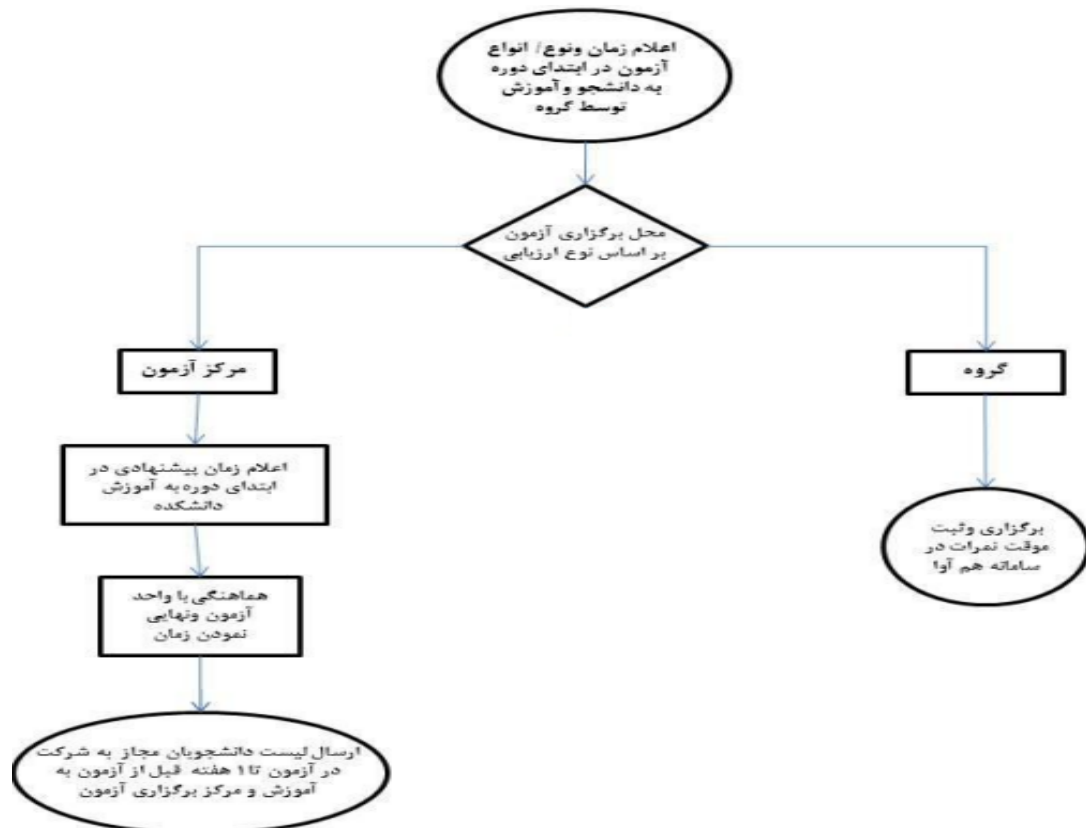 اعلام زمان ونوع/ انواع
آزمون در ابتدای دوره
به دانشجو و آموزش
توسط گروه
محل برگزاری آزمون
بر اساس نوع ارزیابی
گروه
برگزاری وثبت
موقت نمرات در
سامانه هم آوا
مرکز آزمون
اعلام زمان پیشنهادی در
ابتدای دوره به آموزش
دانشکده
هماهنگی با واحد
آزمون ونهایی
نمودن زمان
ارسال لیست دانشجویان مجاز به شرکت
در آزمون تا ۱ هفته قبل از آزمون به
آموزش و مرکز برگزاری آزمون